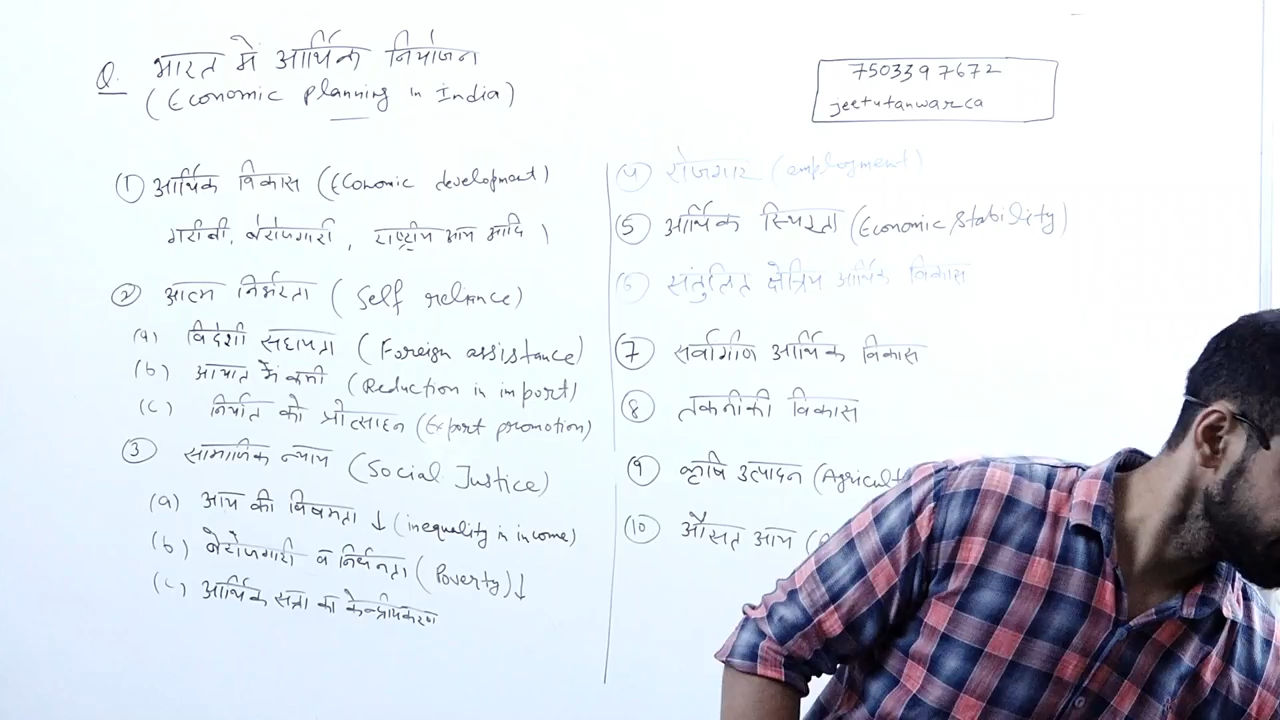 Q. भारत में आर्थिक नियोजन
(Economic planning in India)
7503397672
jeetutanwarca
① आर्थिक विकास (Economic development)
गरीबी, बेरोजगारी, राष्ट्रीय आय आदि ।
② आत्म निर्भरता (Self reliance)
(a) विदेशी सहायता (Foreign assistance)
(b) आयात में कमी (Reduction in import)
(c) निर्यात को प्रोत्साहन (Export promotion)
③ सामाजिक न्याय (Social Justice)
(a) आय की विषमता ↓ (inequality in income)
(b) बेरोजगारी व निर्धनता (Poverty) ↓
(c) आर्थिक सत्ता का केन्द्रीयकरण
④ रोजगार (employment)
⑤ आर्थिक स्थिरता (Economic stability)
⑥ संतुलित क्षेत्रिय आर्थिक विकास
⑦ सर्वांगीण आर्थिक विकास
⑧ तकनीकी विकास
⑨ कृषि उत्पादन (Agricult
⑩ औसत आय (